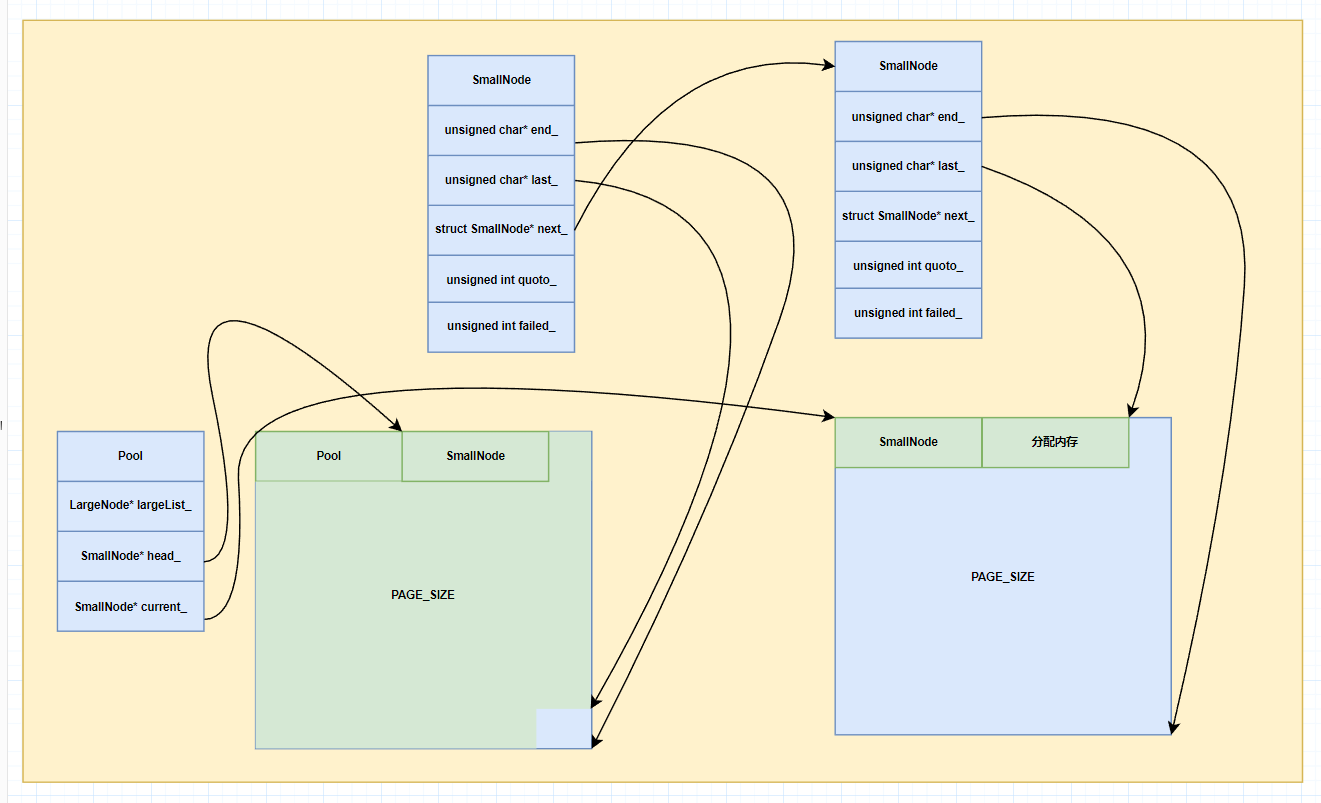 SmallNode
unsigned char* end_
unsigned char* last_
struct SmallNode* next_
unsigned int quoto_
unsigned int failed_
SmallNode
unsigned char* end_
unsigned char* last_
struct SmallNode* next_
unsigned int quoto_
unsigned int failed_
Pool
LargeNode* largeList_
SmallNode* head_
SmallNode* current_
Pool
SmallNode
PAGE_SIZE
SmallNode
分配内存
PAGE_SIZE